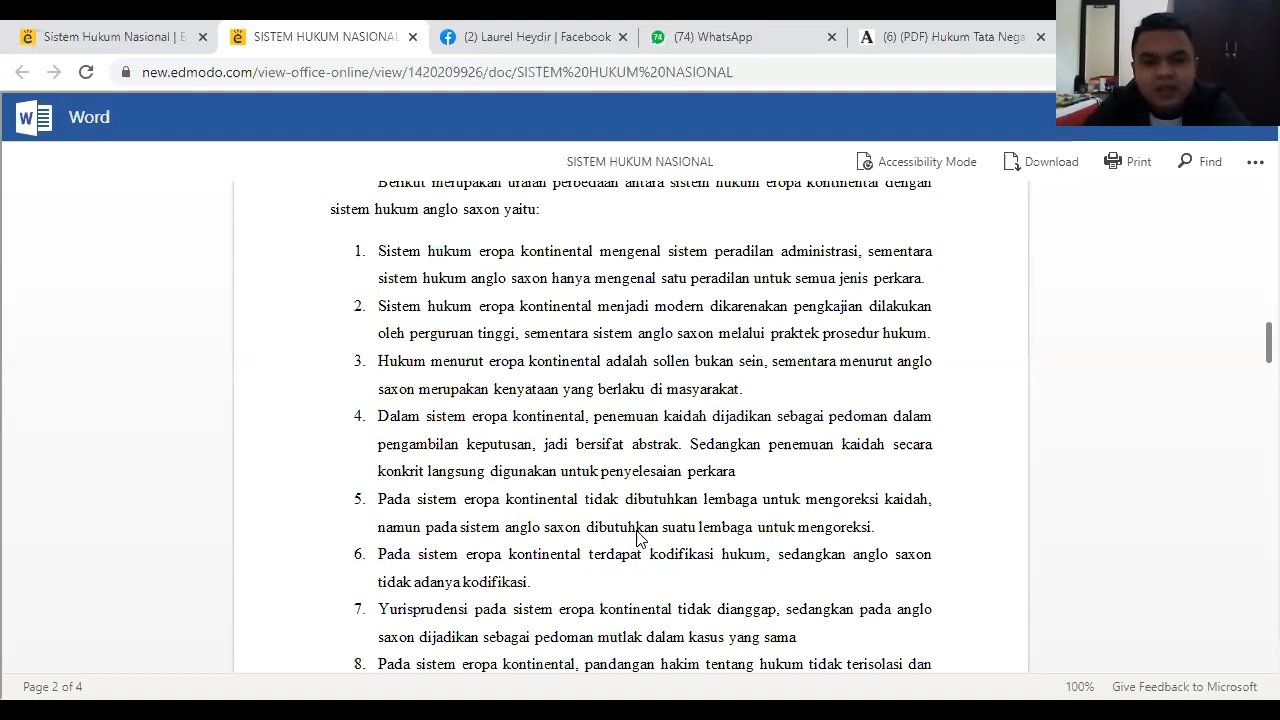 Sistem Hukum Nasional | E
SISTEM HUKUM NASIONAL
(2) Laurel Heydir | Facebook
(74) WhatsApp
(6) (PDF) Hukum Tata Nega
new.edmodo.com/view-office-online/view/1420209926/doc/SISTEM%20HUKUM%20NASIONAL
Word
SISTEM HUKUM NASIONAL
Accessibility Mode
Download
Print
Find
Berikut merupakan uraian perbedaan antara sistem hukum eropa kontinental dengan
sistem hukum anglo saxon yaitu:
1. Sistem hukum eropa kontinental mengenal sistem peradilan administrasi, sementara
sistem hukum anglo saxon hanya mengenal satu peradilan untuk semua jenis perkara.
2. Sistem hukum eropa kontinental menjadi modern dikarenakan pengkajian dilakukan
oleh perguruan tinggi, sementara sistem anglo saxon melalui praktek prosedur hukum.
3. Hukum menurut eropa kontinental adalah sollen bukan sein, sementara menurut anglo
saxon merupakan kenyataan yang berlaku di masyarakat.
4. Dalam sistem eropa kontinental, penemuan kaidah dijadikan sebagai pedoman dalam
pengambilan keputusan, jadi bersifat abstrak. Sedangkan penemuan kaidah secara
konkrit langsung digunakan untuk penyelesaian perkara
5. Pada sistem eropa kontinental tidak dibutuhkan lembaga untuk mengoreksi kaidah,
namun pada sistem anglo saxon dibutuhkan suatu lembaga untuk mengoreksi.
6. Pada sistem eropa kontinental terdapat kodifikasi hukum, sedangkan anglo saxon
tidak adanya kodifikasi.
7. Yurisprudensi pada sistem eropa kontinental tidak dianggap, sedangkan pada anglo
saxon dijadikan sebagai pedoman mutlak dalam kasus yang sama
8. Pada sistem eropa kontinental, pandangan hakim tentang hukum tidak terisolasi dan
Page 2 of 4
100%
Give Feedback to Microsoft